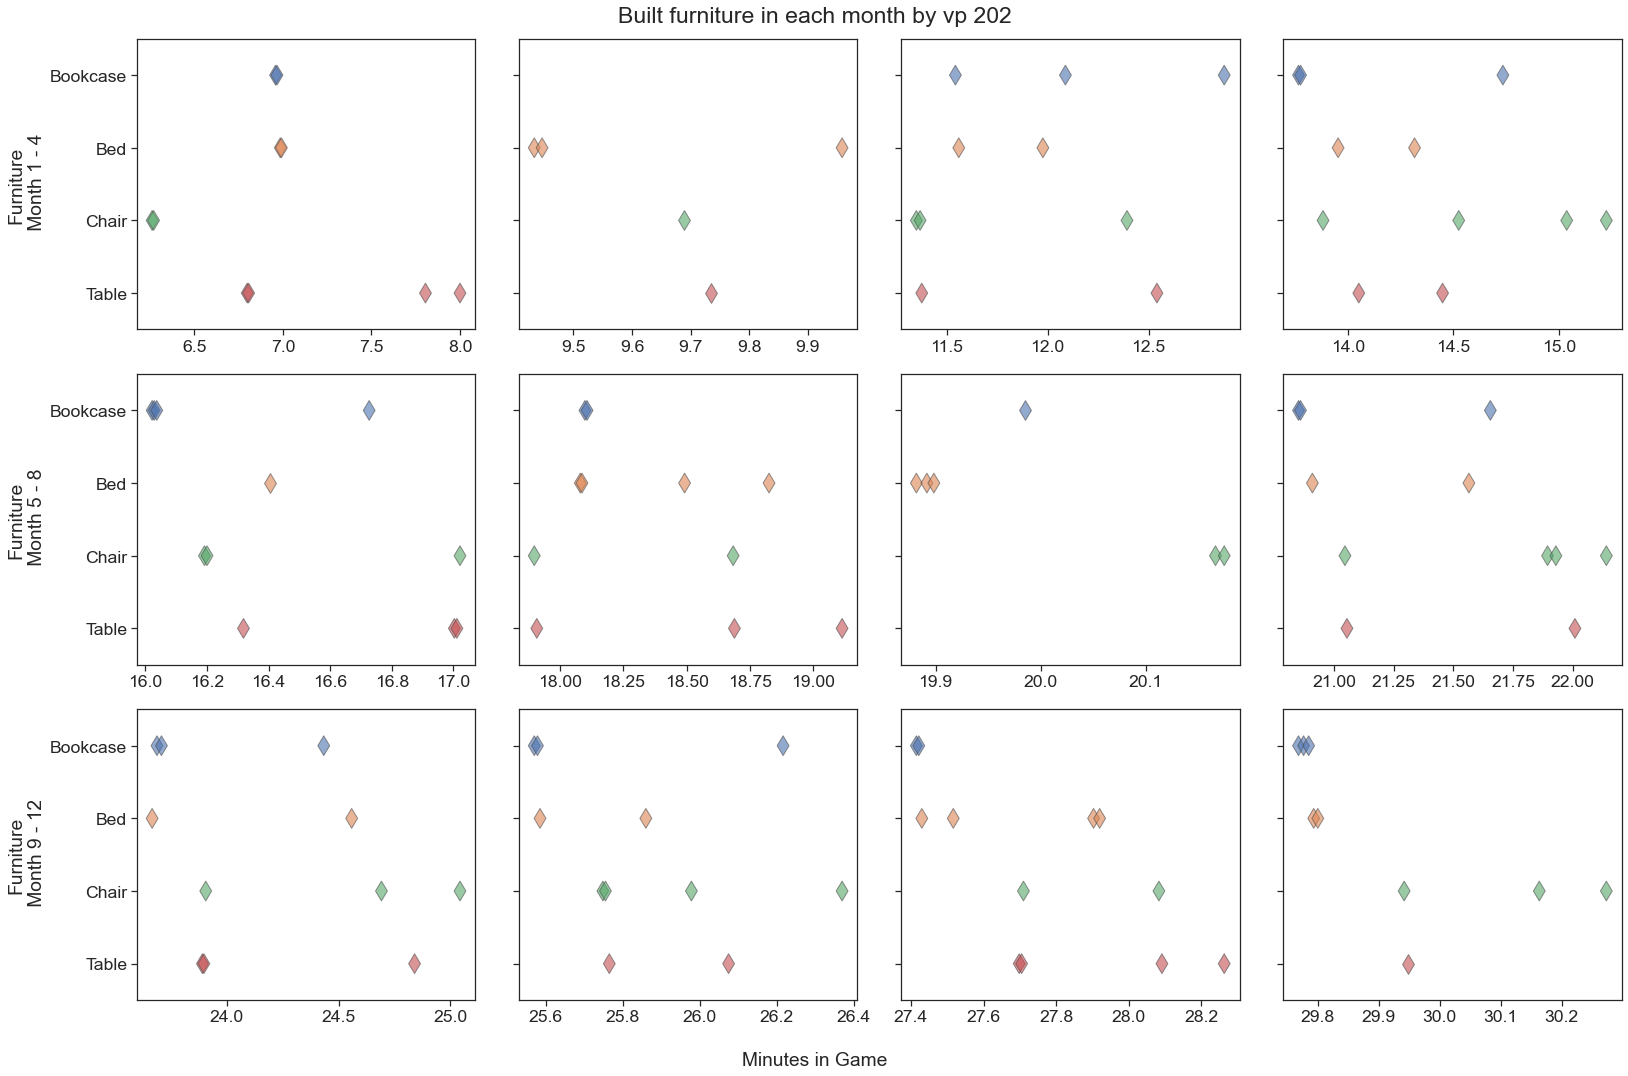 Built furniture in each month by vp 202
Furniture
Month 1 - 4
Bookcase
Bed
Chair
Table
6.5 7.0 7.5 8.0
9.5 9.6 9.7 9.8 9.9
11.5 12.0 12.5
14.0 14.5 15.0
Furniture
Month 5 - 8
Bookcase
Bed
Chair
Table
16.0 16.2 16.4 16.6 16.8 17.0
18.00 18.25 18.50 18.75 19.00
19.9 20.0 20.1
21.00 21.25 21.50 21.75 22.00
Furniture
Month 9 - 12
Bookcase
Bed
Chair
Table
24.0 24.5 25.0
25.6 25.8 26.0 26.2 26.4
27.4 27.6 27.8 28.0 28.2
29.8 29.9 30.0 30.1 30.2
Minutes in Game